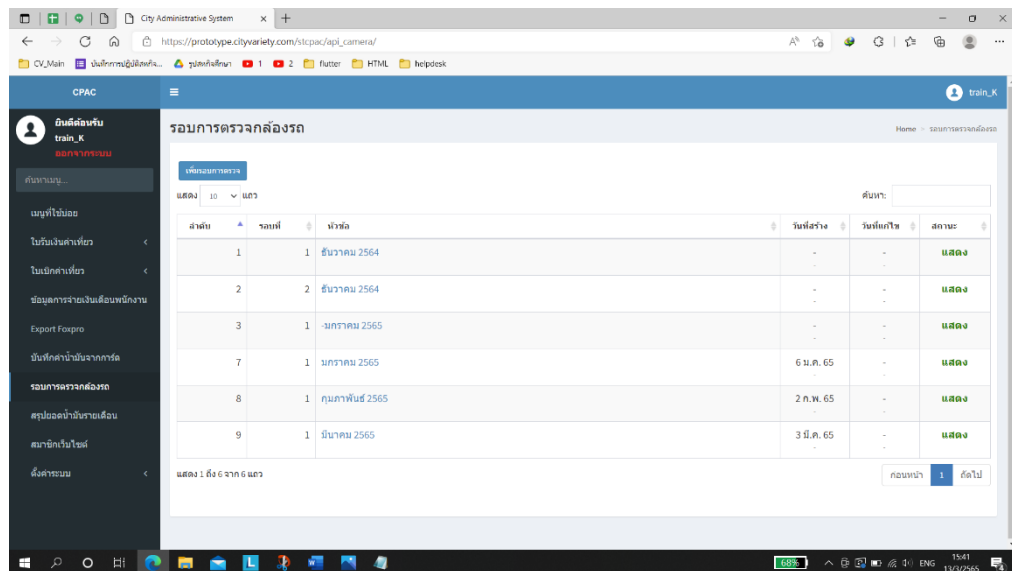 City Administrative System
https://prototype.cityvariety.com/stcpac/api_camera/
CV_Main บันทึกการปฏิบัติสหกิจ... รูปสหกิจศึกษา 1 2 flutter HTML helpdesk
CPAC
train_K
ยินดีต้อนรับ
train_K
ออกจากระบบ
ค้นหาเมนู...
เมนูที่ใช้บ่อย
ใบรับเงินค่าเที่ยว
ใบเบิกค่าเที่ยว
ข้อมูลการจ่ายเงินเดือนพนักงาน
Export Foxpro
บันทึกค่าน้ำมันจากการ์ด
รอบการตรวจกล้องรถ
สรุปยอดน้ำมันรายเดือน
สมาชิกเว็บไซต์
ตั้งค่าระบบ
รอบการตรวจกล้องรถ
Home > รอบการตรวจกล้องรถ
เพิ่มรอบการตรวจ
แสดง 10 แถว
ค้นหา:
ลำดับ รอบที่ หัวข้อ วันที่สร้าง วันที่แก้ไข สถานะ
1 1 ธันวาคม 2564 - - แสดง
- -
2 2 ธันวาคม 2564 - - แสดง
- -
3 1 -มกราคม 2565 - - แสดง
- -
7 1 มกราคม 2565 6 ม.ค. 65 - แสดง
- -
8 1 กุมภาพันธ์ 2565 2 ก.พ. 65 - แสดง
- -
9 1 มีนาคม 2565 3 มี.ค. 65 - แสดง
- -
แสดง 1 ถึง 6 จาก 6 แถว
ก่อนหน้า 1 ถัดไป
68% ENG 15:41
13/3/2565